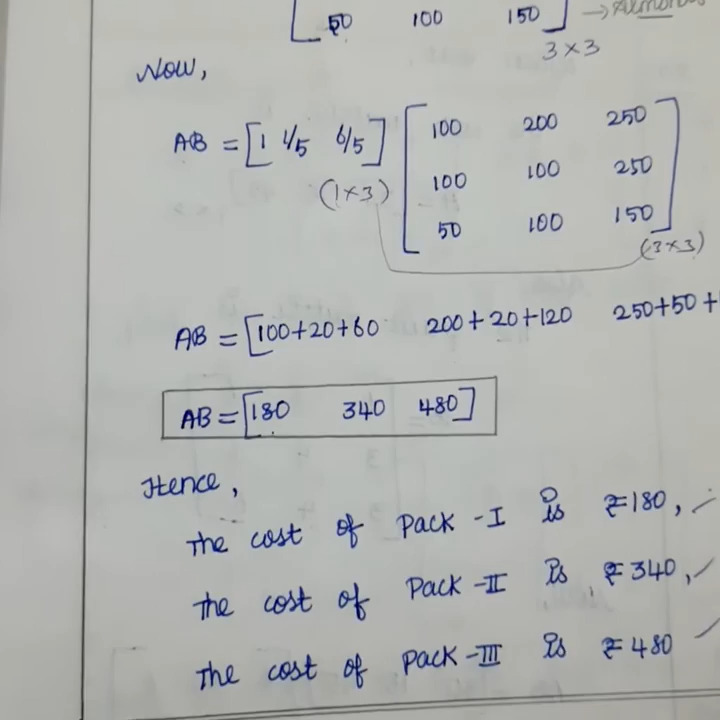 50 100 150 ] → Almonds
3×3
Now,
AB = [1 1/5 6/5] [100 200 250
100 100 250
50 100 150]
(1×3) (3×3)
AB = [100+20+60 200+20+120 250+50+
AB = [180 340 480]
Hence,
The cost of Pack-I is ₹180,
The cost of Pack-II is ₹340,
The cost of Pack-III is ₹480